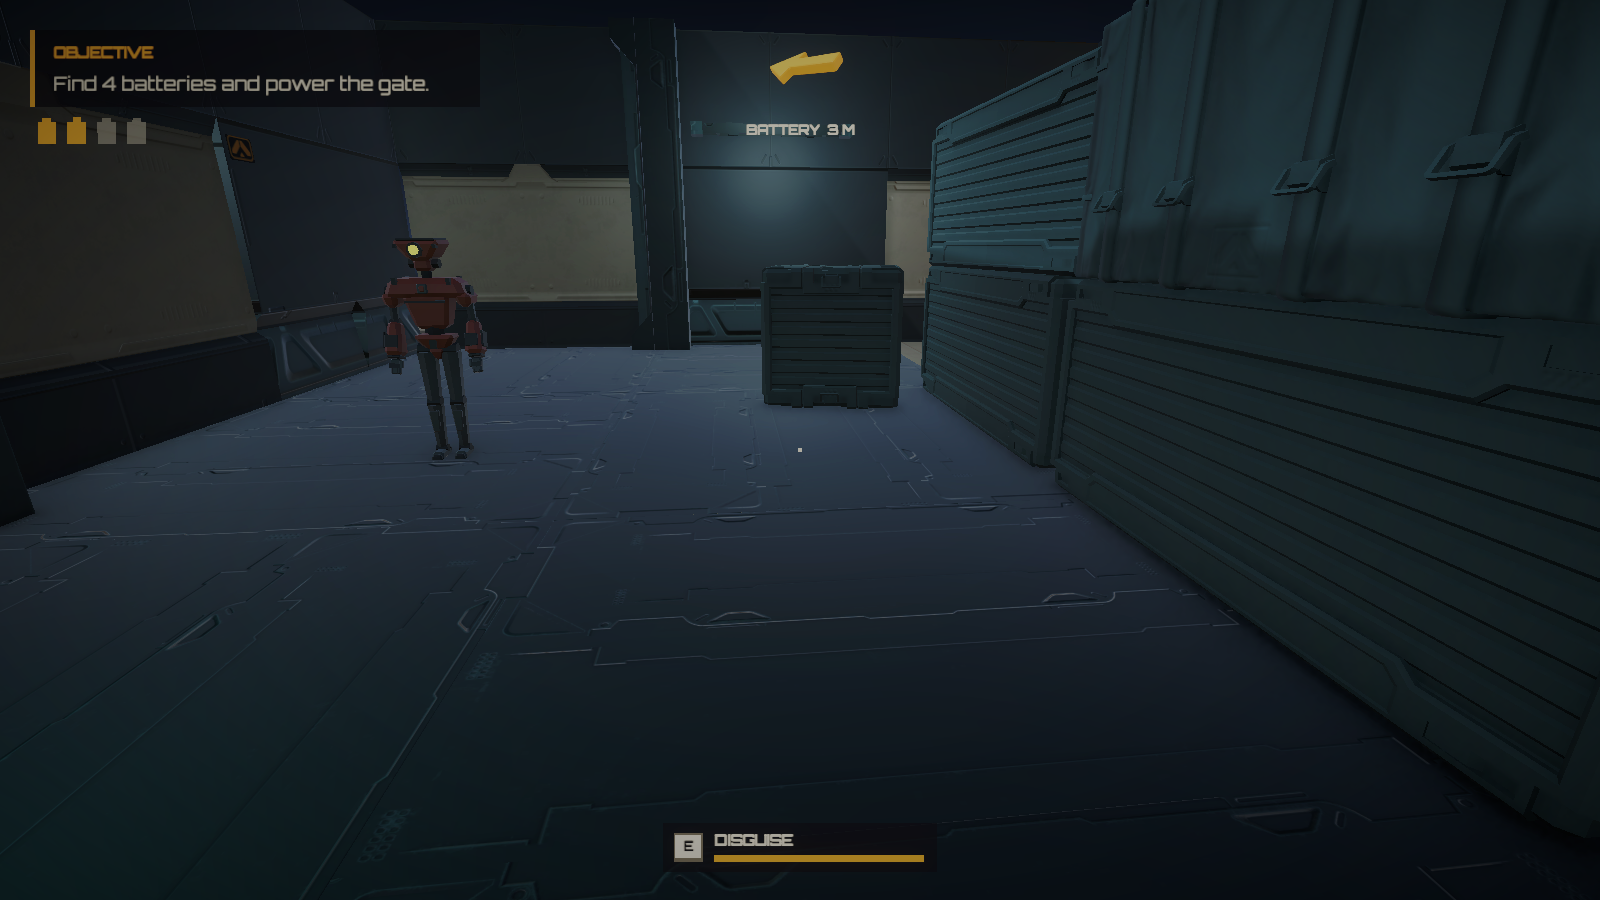 OBJECTIVE
Find 4 batteries and power the gate.
BATTERY 3 M
E
DISGUISE